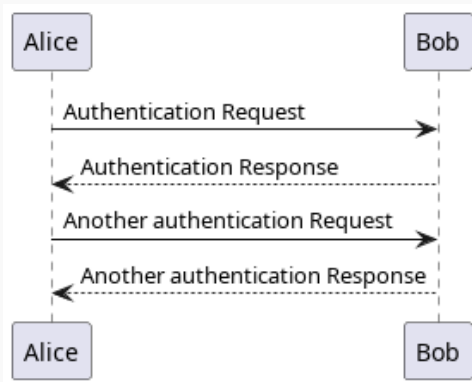 Alice
Bob
Authentication Request
Authentication Response
Another authentication Request
Another authentication Response
Alice
Bob